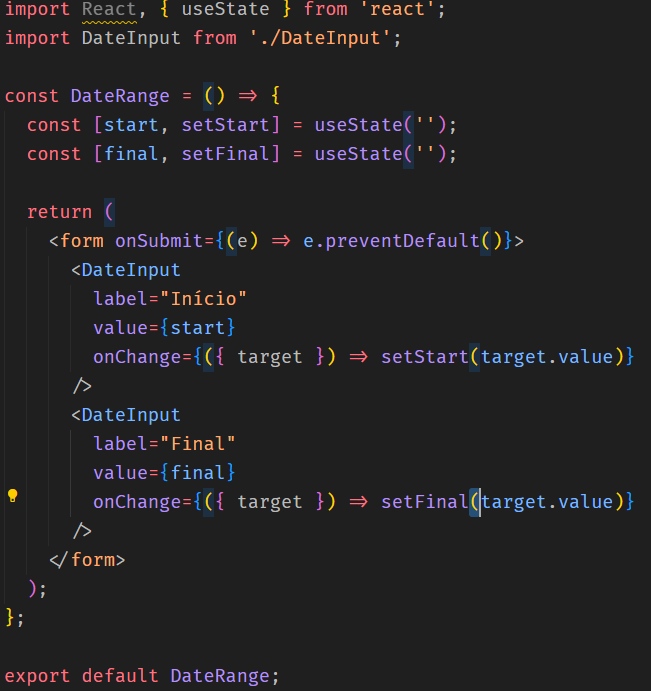 import React, { useState } from 'react';
import DateInput from './DateInput';
const DateRange = () => {
const [start, setStart] = useState('');
const [final, setFinal] = useState('');
return (
<form onSubmit={(e) => e.preventDefault()}>
<DateInput
label="Início"
value={start}
onChange={({ target }) => setStart(target.value)}
/>
<DateInput
label="Final"
value={final}
onChange={({ target }) => setFinal(target.value)}
/>
</form>
);
};
export default DateRange;